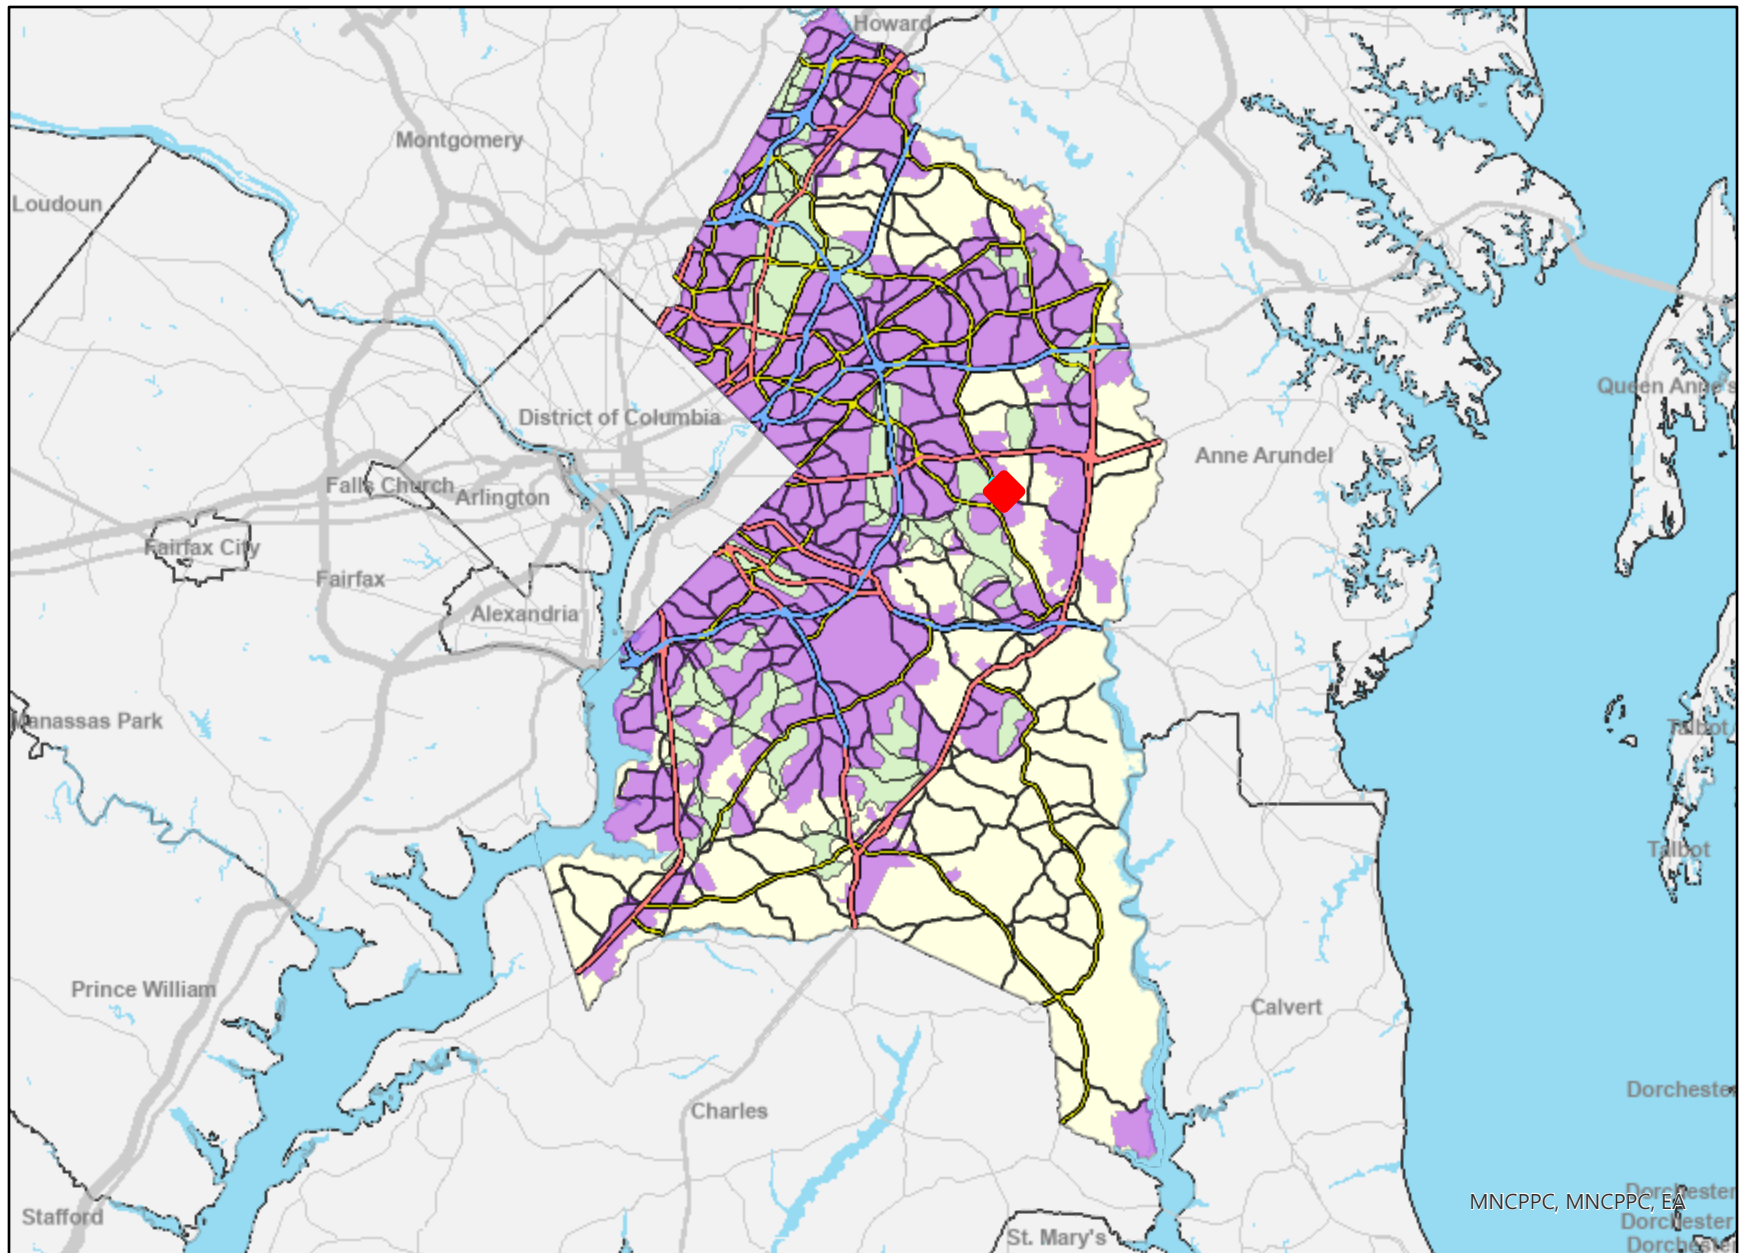 Howard
Montgomery
Loudoun
Queen Anne's
District of Columbia
Anne Arundel
Falls Church
Arlington
Fairfax City
Fairfax
Alexandria
Manassas Park
Talbot
Talbot
Prince William
Calvert
Dorchester
Charles
Dorchester
MNCPPC, MNCPPC, EA
Stafford
Dorchester
St. Mary's
Dorchester